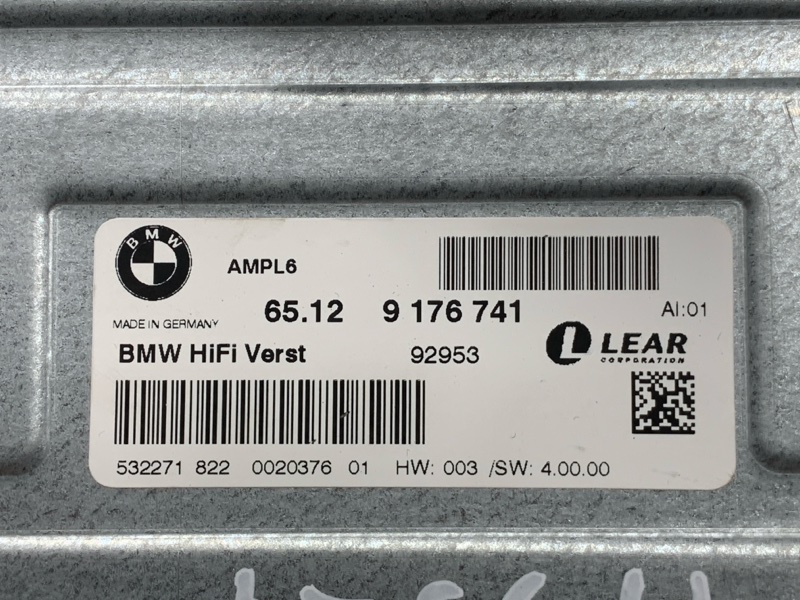 BMW
AMPL6
65.12 9 176 741
AI:01
MADE IN GERMANY
BMW HiFi Verst 92953
LEAR
CORPORATION
532271 822 0020376 01 HW: 003 /SW: 4.00.00